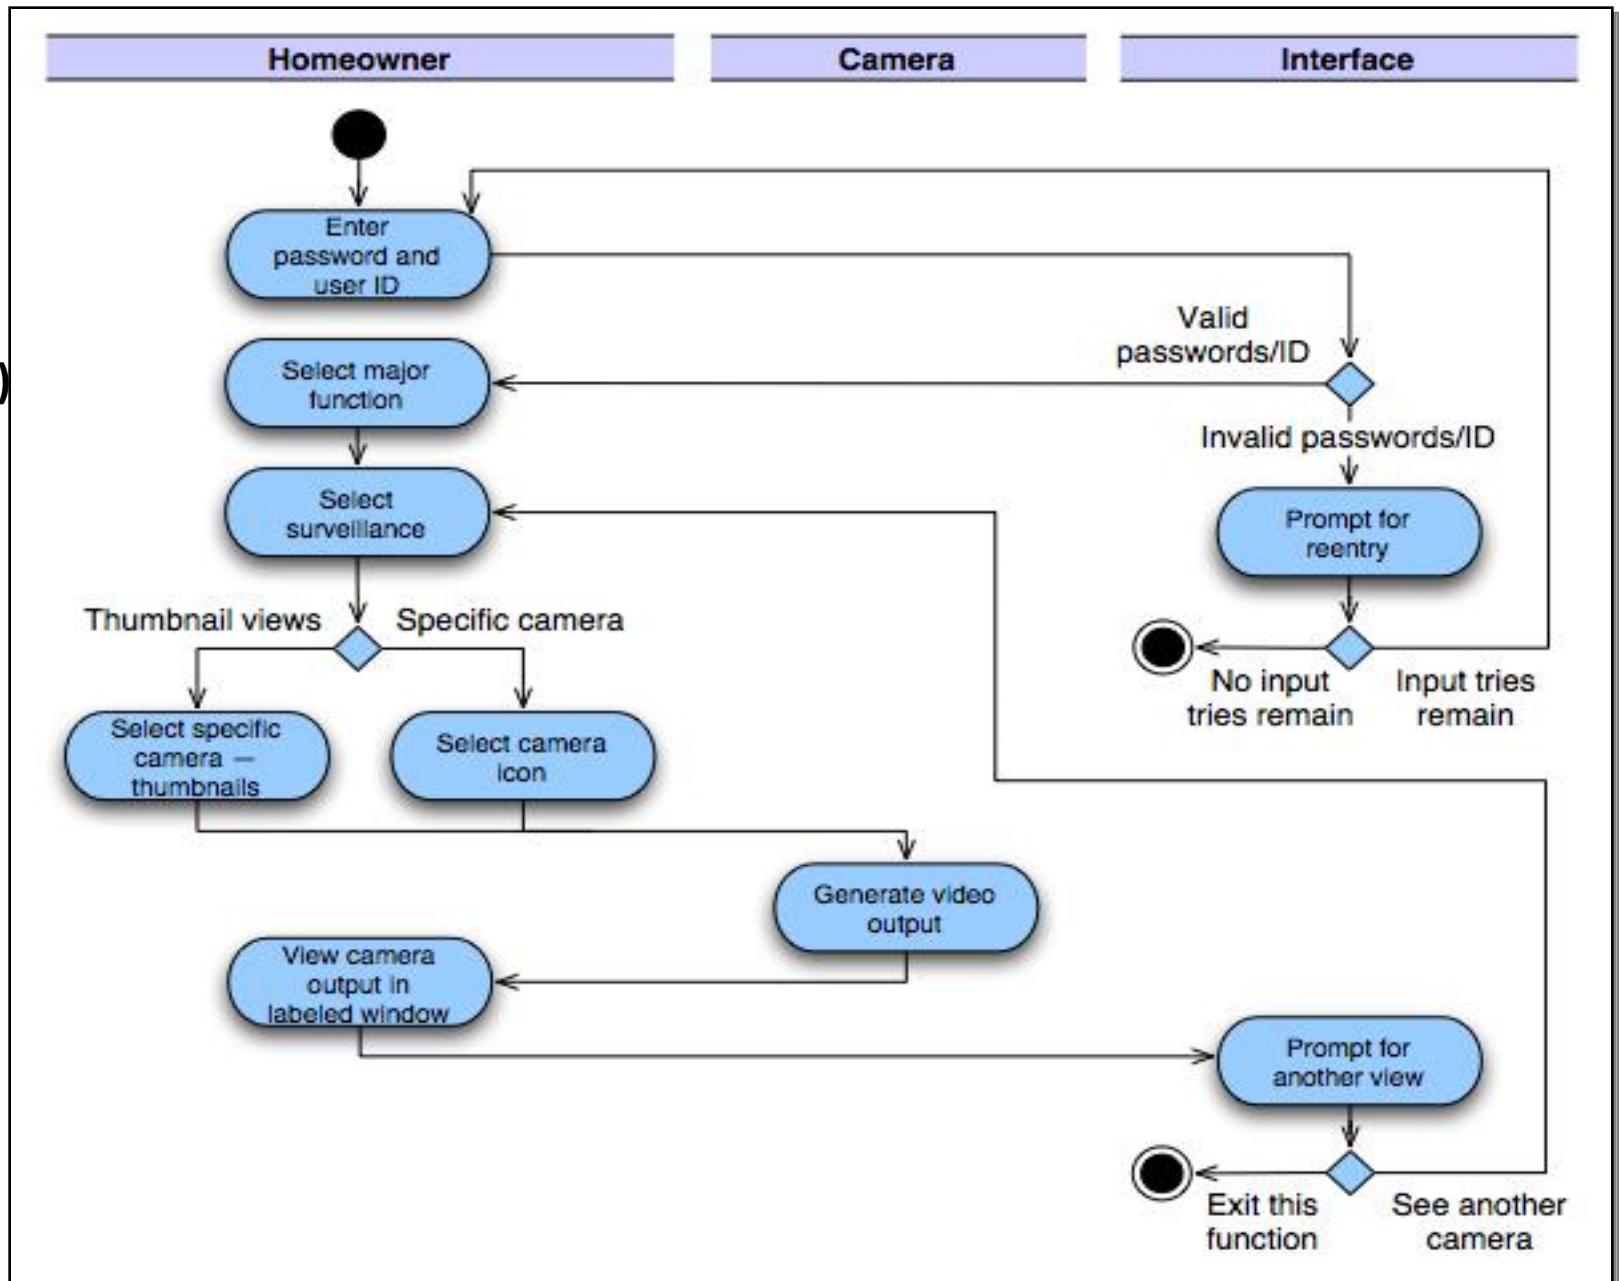 Homeowner
Camera
Interface
Enter
password and
user ID
Valid
passwords/ID
)
Select major
function
Invalid passwords/ID
Select
surveillance
Prompt for
reentry
Thumbnail views
Specific camera
No input
tries remain
Input tries
remain
Select specific
camera —
thumbnails
Select camera
icon
Generate video
output
View camera
output in
labeled window
Prompt for
another view
Exit this
function
See another
camera